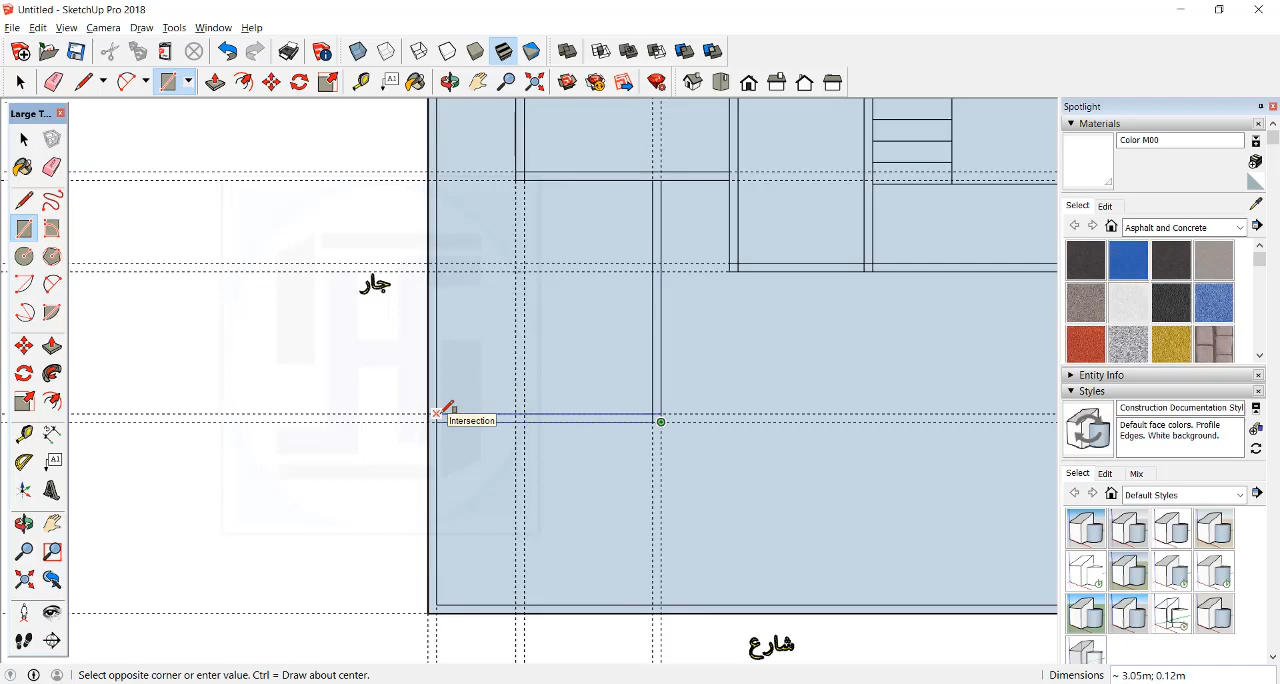 Untitled - SketchUp Pro 2018
File Edit View Camera Draw Tools Window Help
Large T...
Spotlight
Materials
Color M00
Select Edit
Asphalt and Concrete
جار
Intersection
Entity Info
Styles
Construction Documentation Styl
Default face colors. Profile
Edges. White background.
Select Edit Mix
Default Styles
شارع
Select opposite corner or enter value. Ctrl = Draw about center.
Dimensions ~ 3.05m; 0.12m